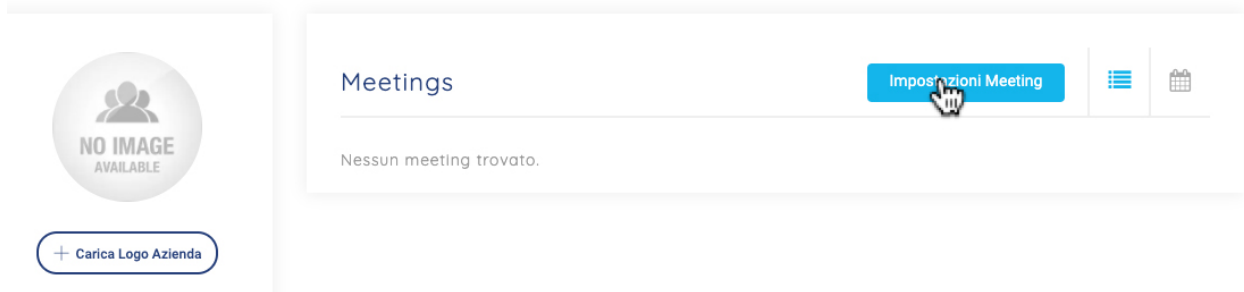 NO IMAGE
AVAILABLE
+ Carica Logo Azienda
Meetings
Impostazioni Meeting
Nessun meeting trovato.